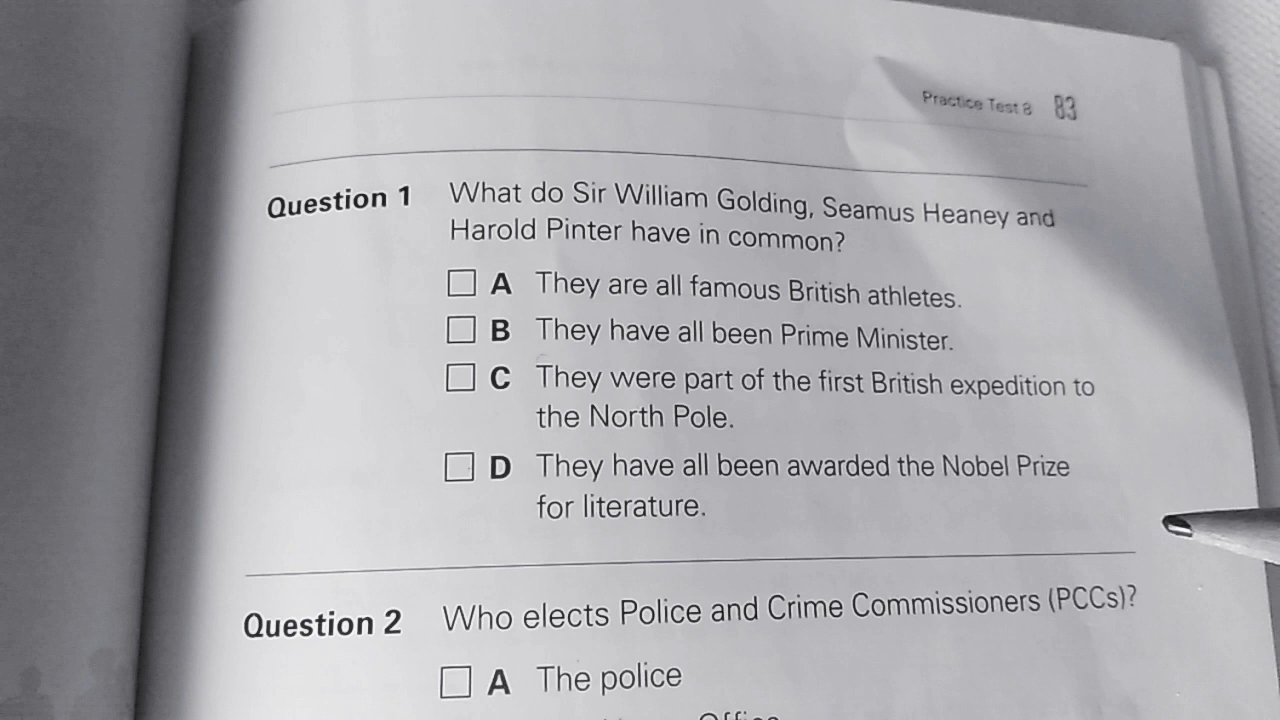 Practice Test 8 83
Question 1 What do Sir William Golding, Seamus Heaney and
Harold Pinter have in common?
A They are all famous British athletes.
B They have all been Prime Minister.
C They were part of the first British expedition to
the North Pole.
D They have all been awarded the Nobel Prize
for literature.
Question 2 Who elects Police and Crime Commissioners (PCCs)?
A The police
Office